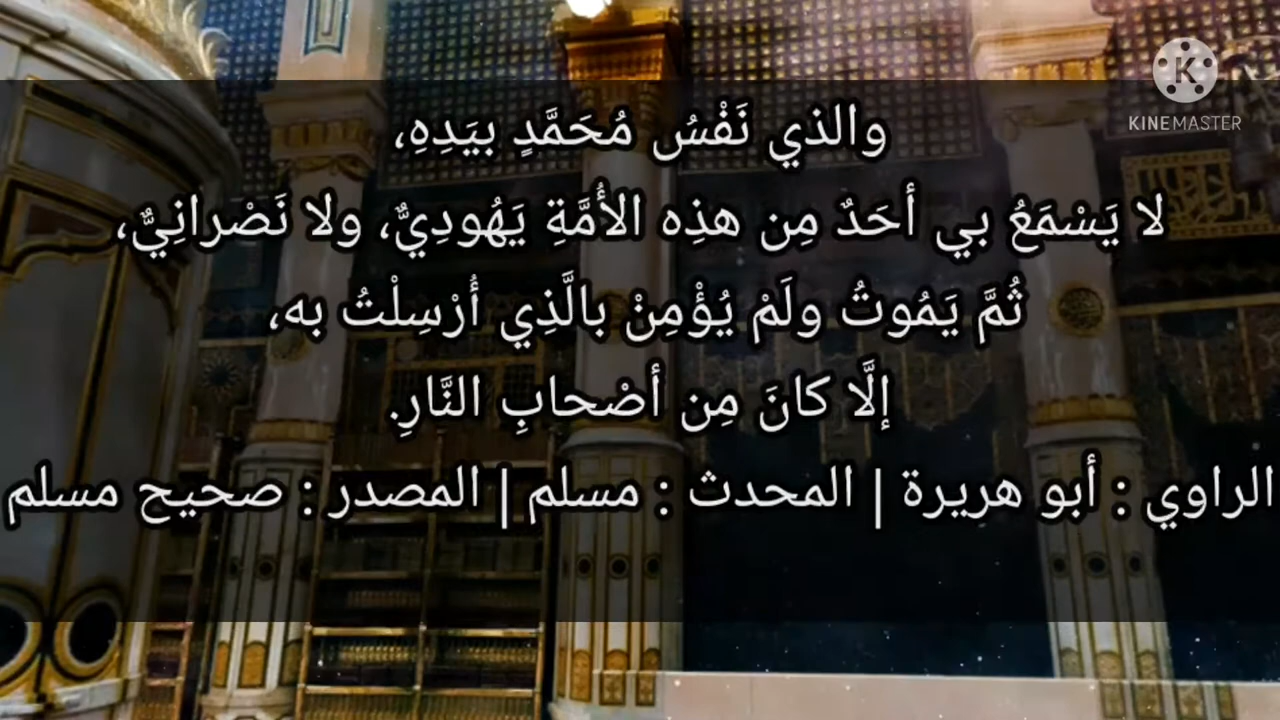 والذي نَفْسُ مُحَمَّدٍ بيَدِهِ،
لا يَسْمَعُ بي أحَدٌ مِن هذِه الأُمَّةِ يَهُودِيٌّ، ولا نَصْرانِيٌّ،
ثُمَّ يَمُوتُ ولَمْ يُؤْمِنْ بالَّذِي أُرْسِلْتُ به،
إلَّا كانَ مِن أصْحابِ النَّارِ.
الراوي : أبو هريرة | المحدث : مسلم | المصدر : صحيح مسلم
K
KINEMASTER